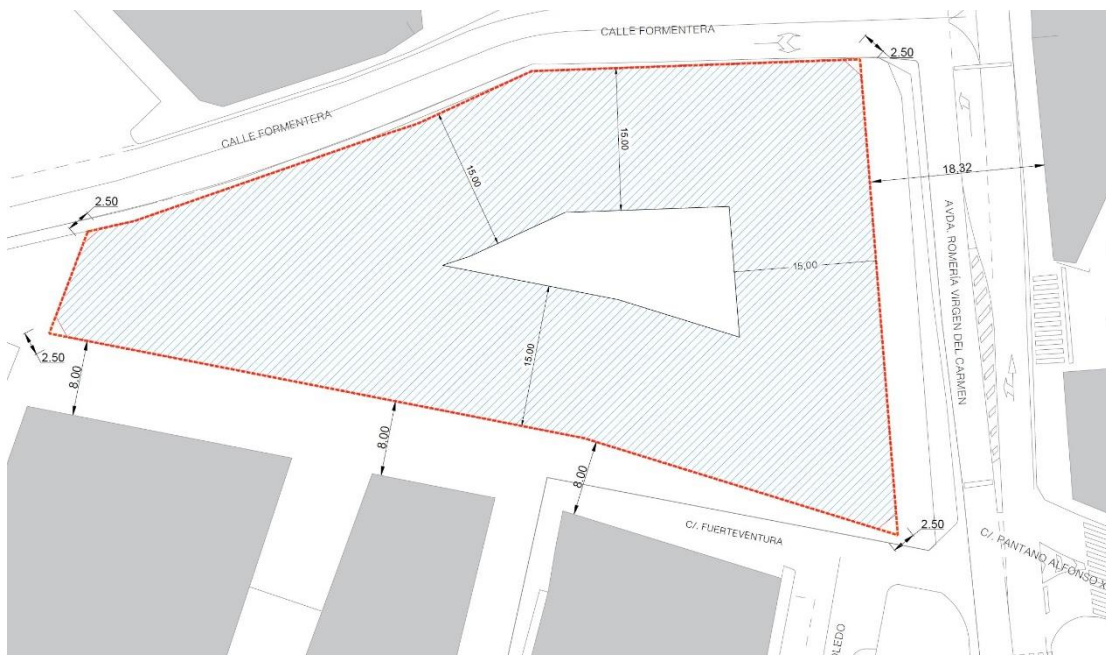 CALLE FORMENTERA
2.50
CALLE FORMENTERA
15.00
15.00
18,32
2.50
AVDA. ROMERÍA VIRGEN DEL CARMEN
15,00
15.00
2.50
8.00
8.00
8.00
2.50
C/. FUERTEVENTURA
C/. PANTANO ALFONSO X